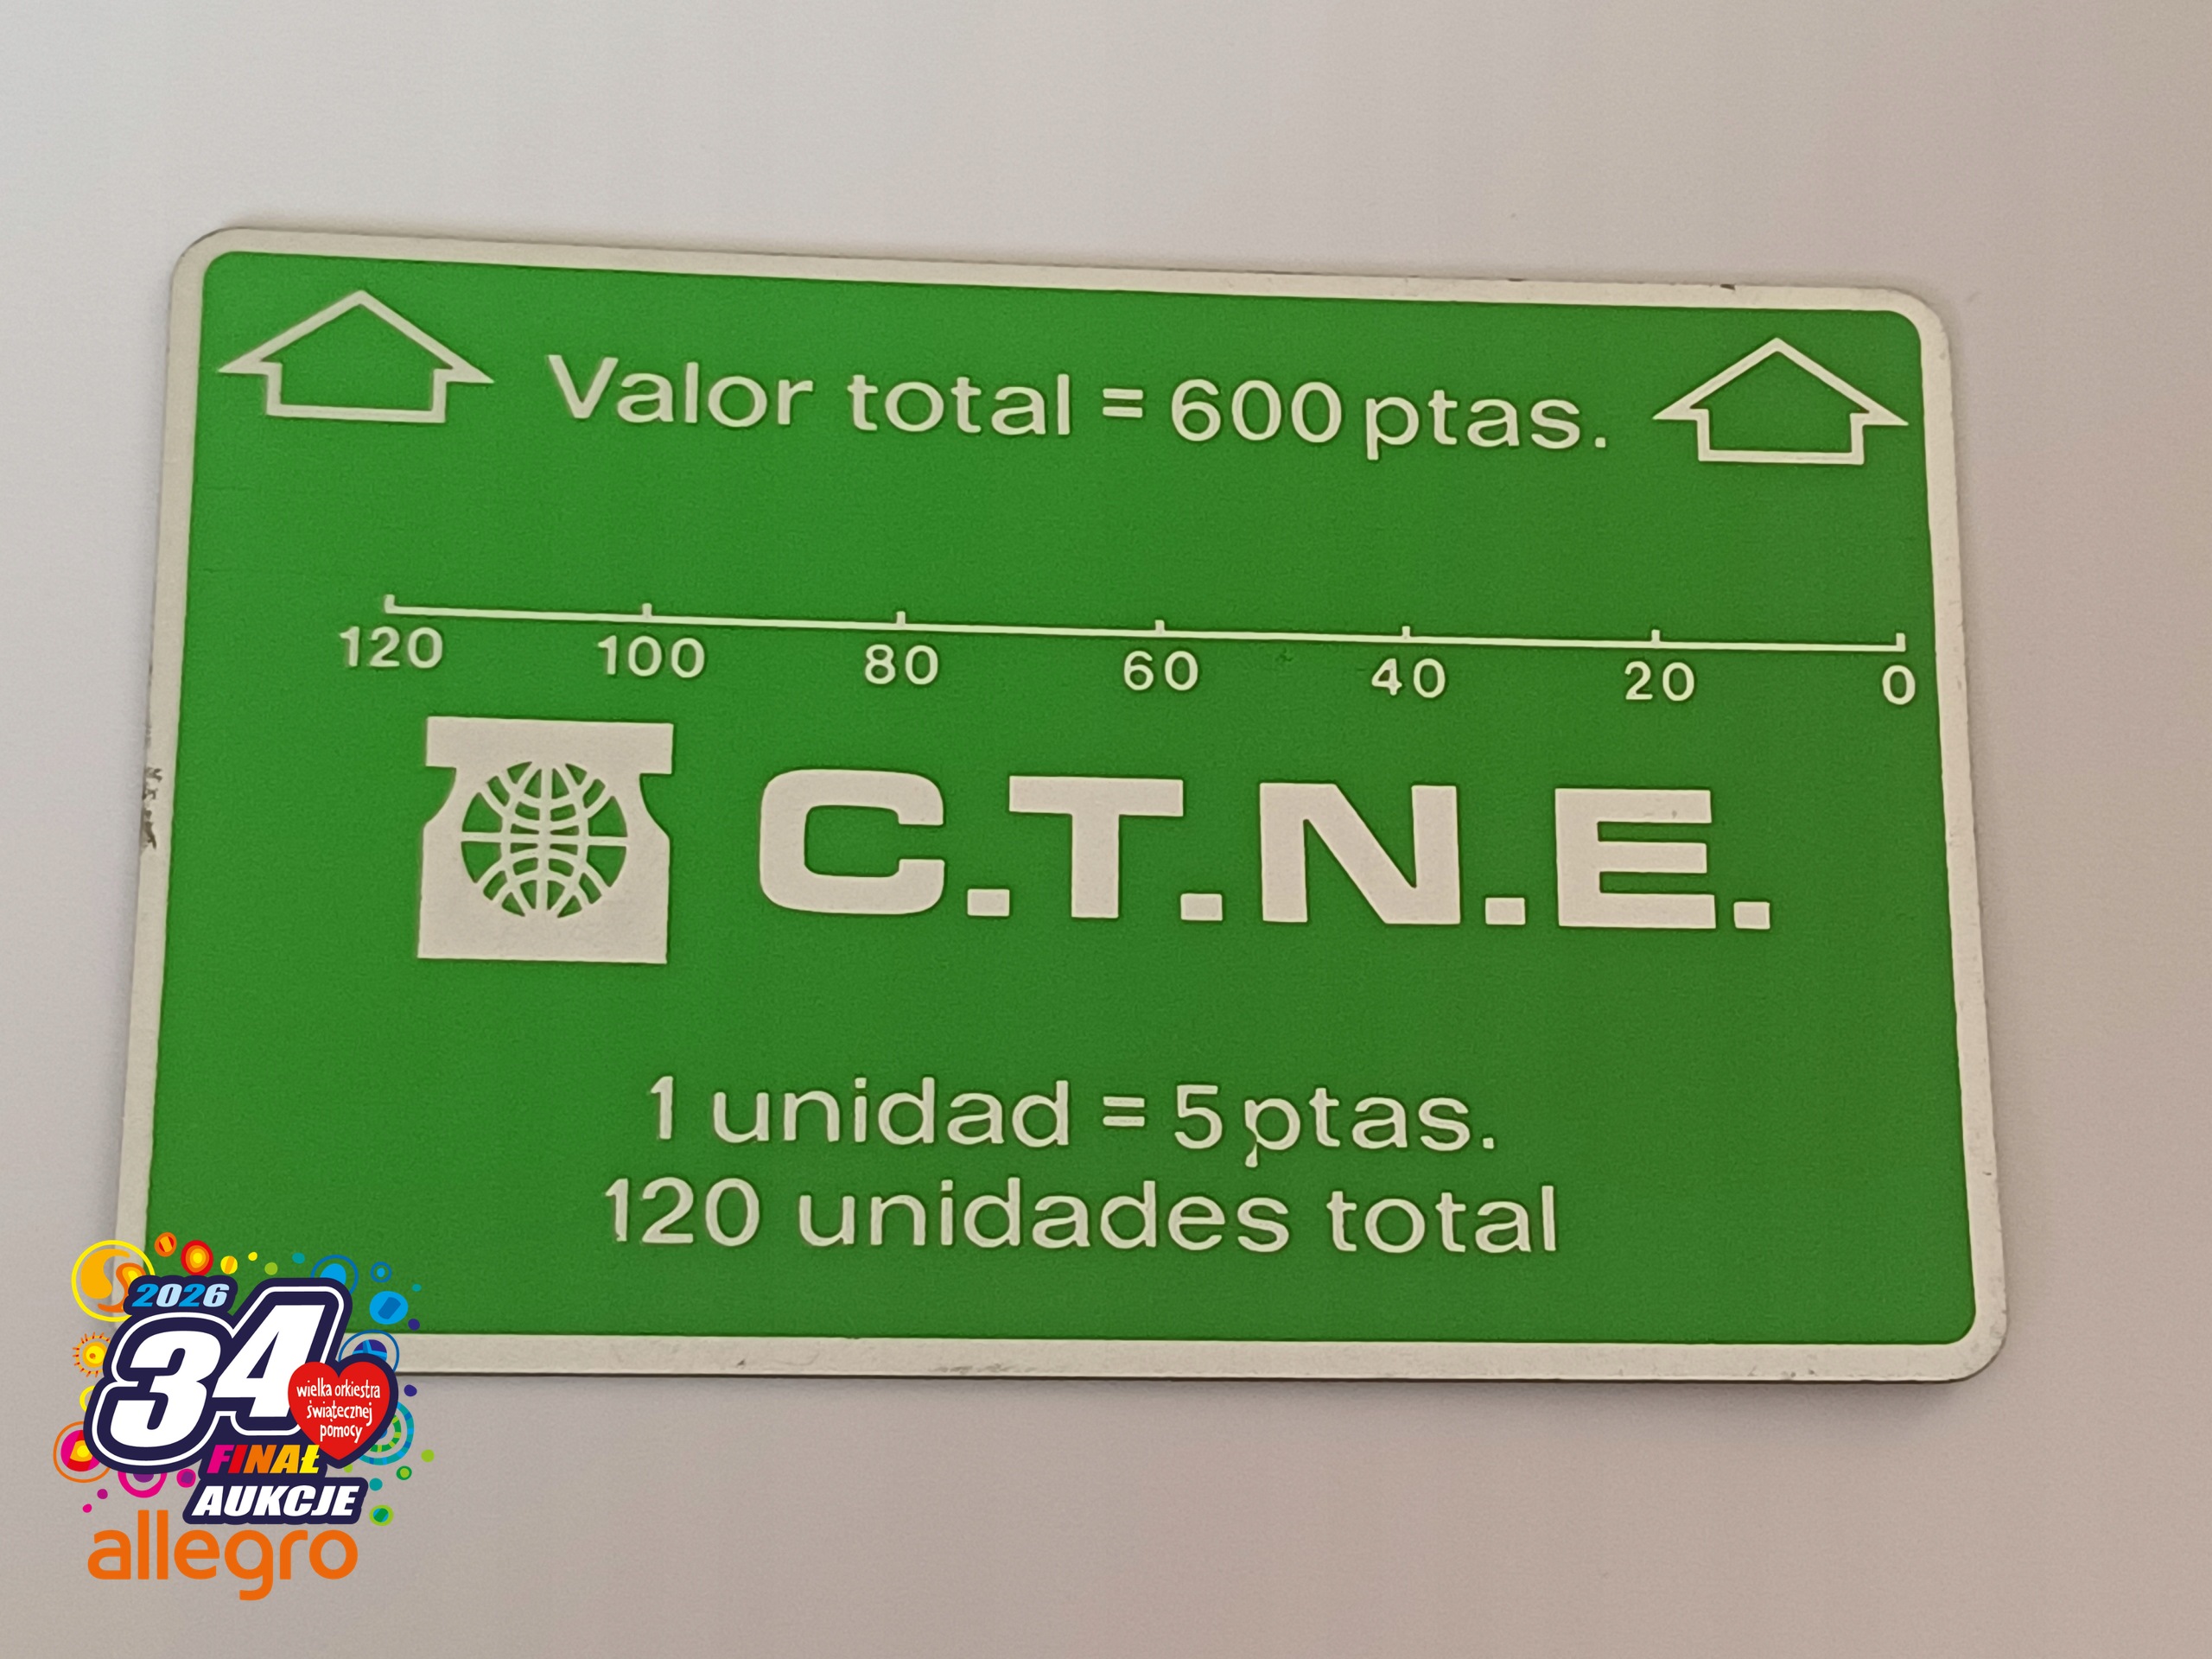 Valor total = 600 ptas.
120 100 80 60 40 20 0
C.T.N.E.
1 unidad = 5 ptas.
120 unidades total
2026
34
wielka orkiestra
świątecznej
pomocy
FINAŁ
AUKCJE
allegro